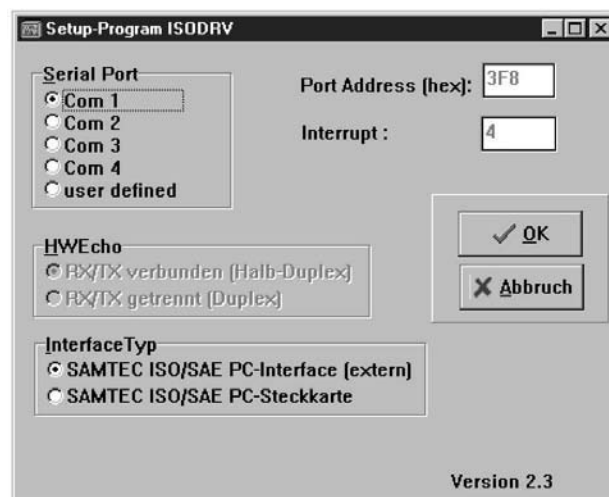 Setup-Program ISODRV
Serial Port
Com 1
Com 2
Com 3
Com 4
user defined
Port Address (hex): 3F8
Interrupt : 4
HWEcho
RX/TX verbunden (Halb-Duplex)
RX/TX getrennt (Duplex)
OK
Abbruch
InterfaceTyp
SAMTEC ISO/SAE PC-Interface (extern)
SAMTEC ISO/SAE PC-Steckkarte
Version 2.3